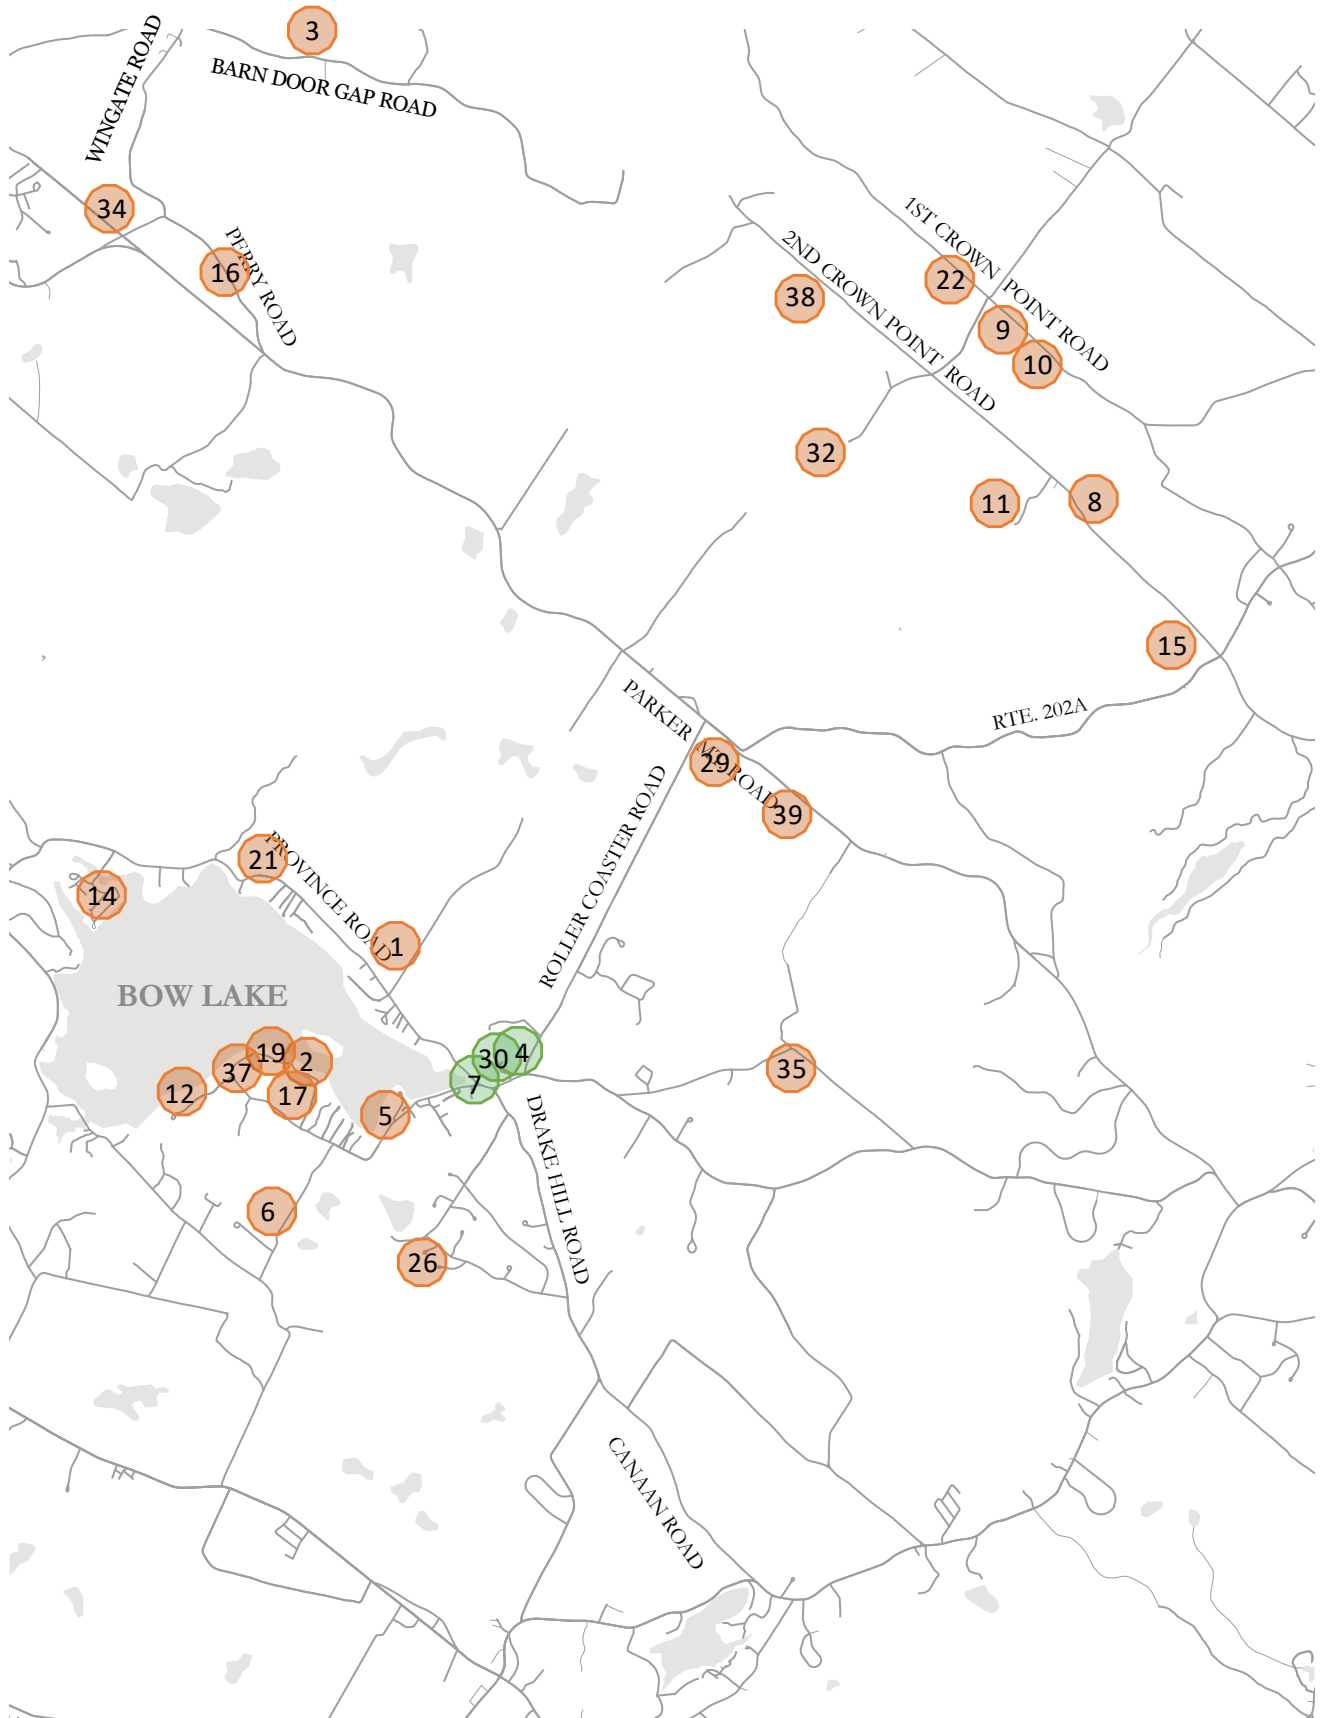 3
WINGATE ROAD
BARN DOOR GAP ROAD
34
16
PERRY ROAD
1ST CROWN POINT ROAD
2ND CROWN POINT ROAD
22
38
9
10
32
11
8
15
RTE. 202A
PARKER MT ROAD
29
39
ROLLER COASTER ROAD
21
PROVINCE ROAD
14
1
BOW LAKE
19
2
30
4
37
7
12
17
35
5
DRAKE HILL ROAD
6
26
CANAAN ROAD